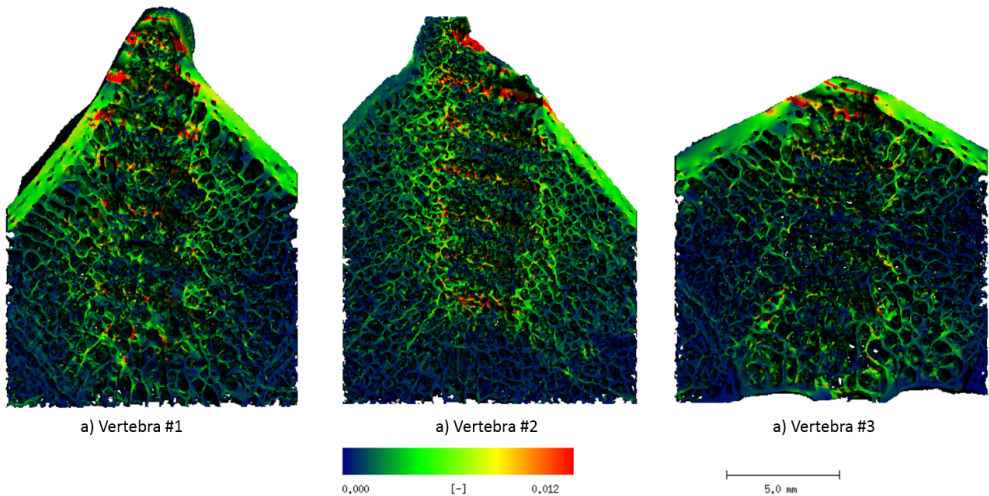 a) Vertebra #1
a) Vertebra #2
a) Vertebra #3
0.000 [-] 0.012
5.0 mm